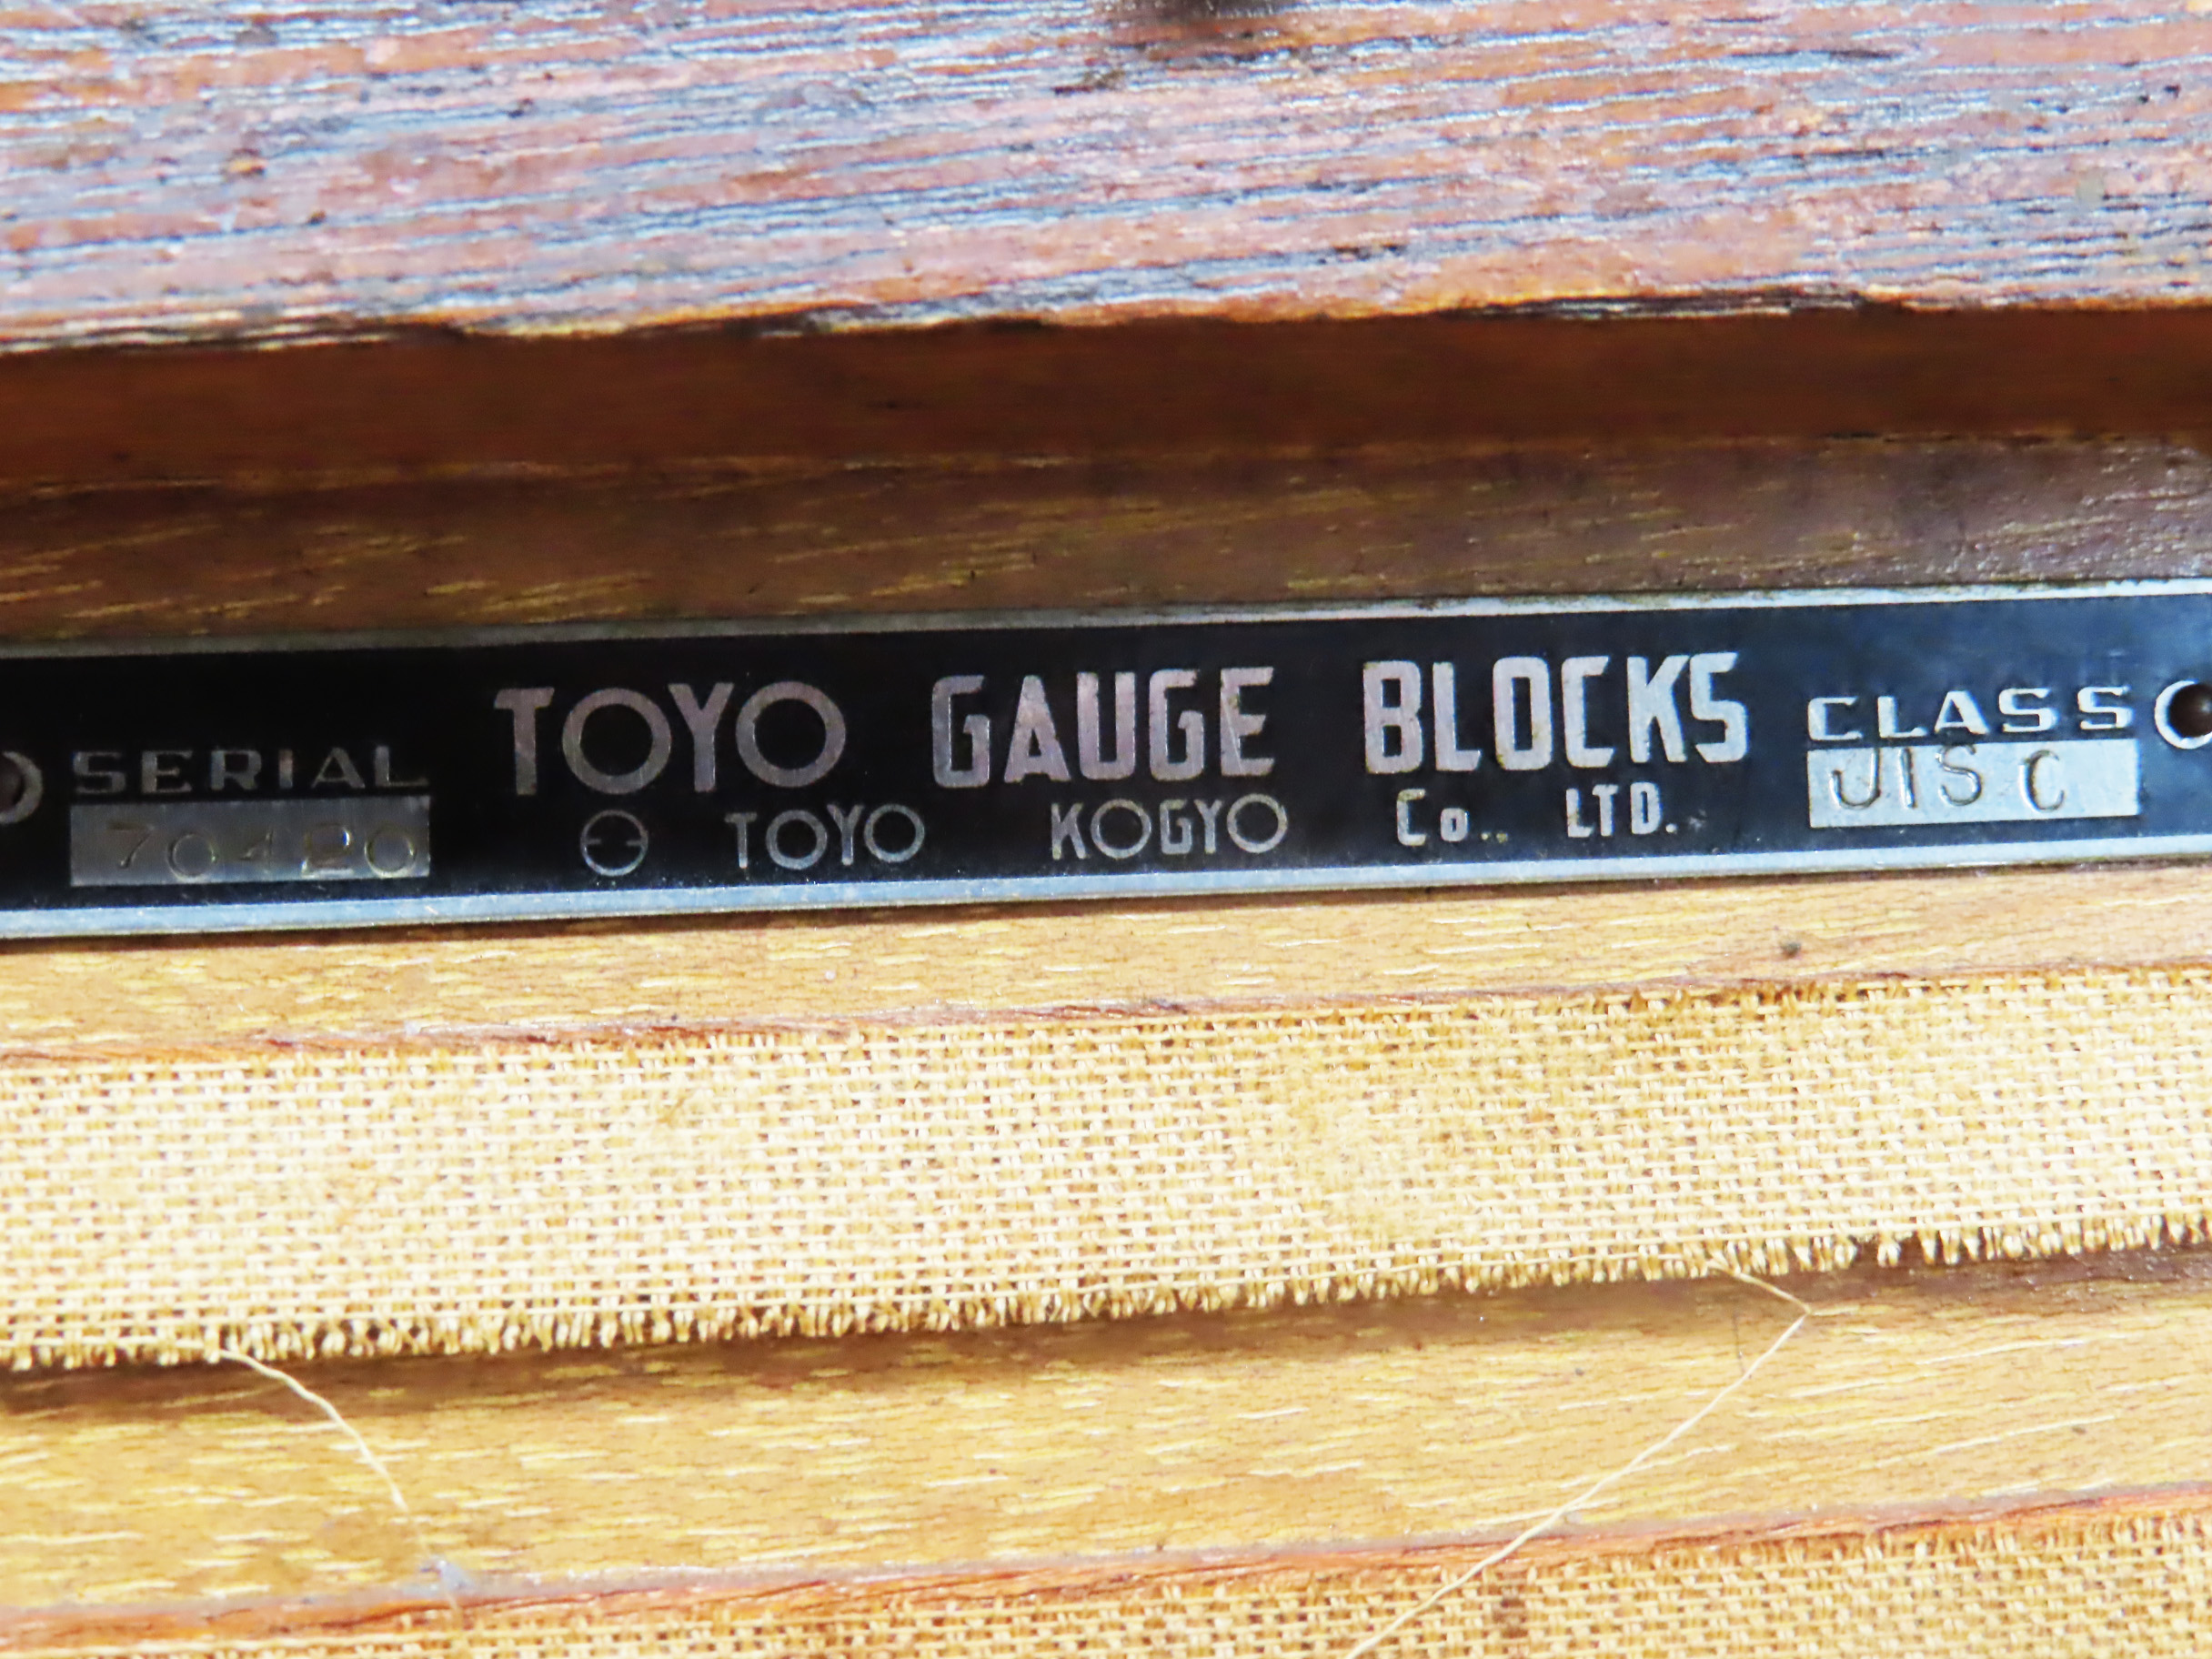 SERIAL
70420
TOYO GAUGE BLOCKS
TOYO KOGYO Co., LTD.
CLASS
JIS C